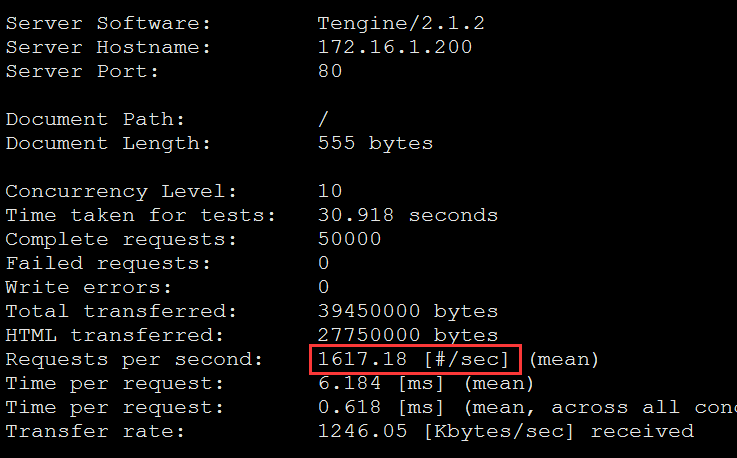 Server Software: Tengine/2.1.2
Server Hostname: 172.16.1.200
Server Port: 80
Document Path: /
Document Length: 555 bytes
Concurrency Level: 10
Time taken for tests: 30.918 seconds
Complete requests: 50000
Failed requests: 0
Write errors: 0
Total transferred: 39450000 bytes
HTML transferred: 27750000 bytes
Requests per second: 1617.18 [#/sec] (mean)
Time per request: 6.184 [ms] (mean)
Time per request: 0.618 [ms] (mean, across all
Transfer rate: 1246.05 [Kbytes/sec] received